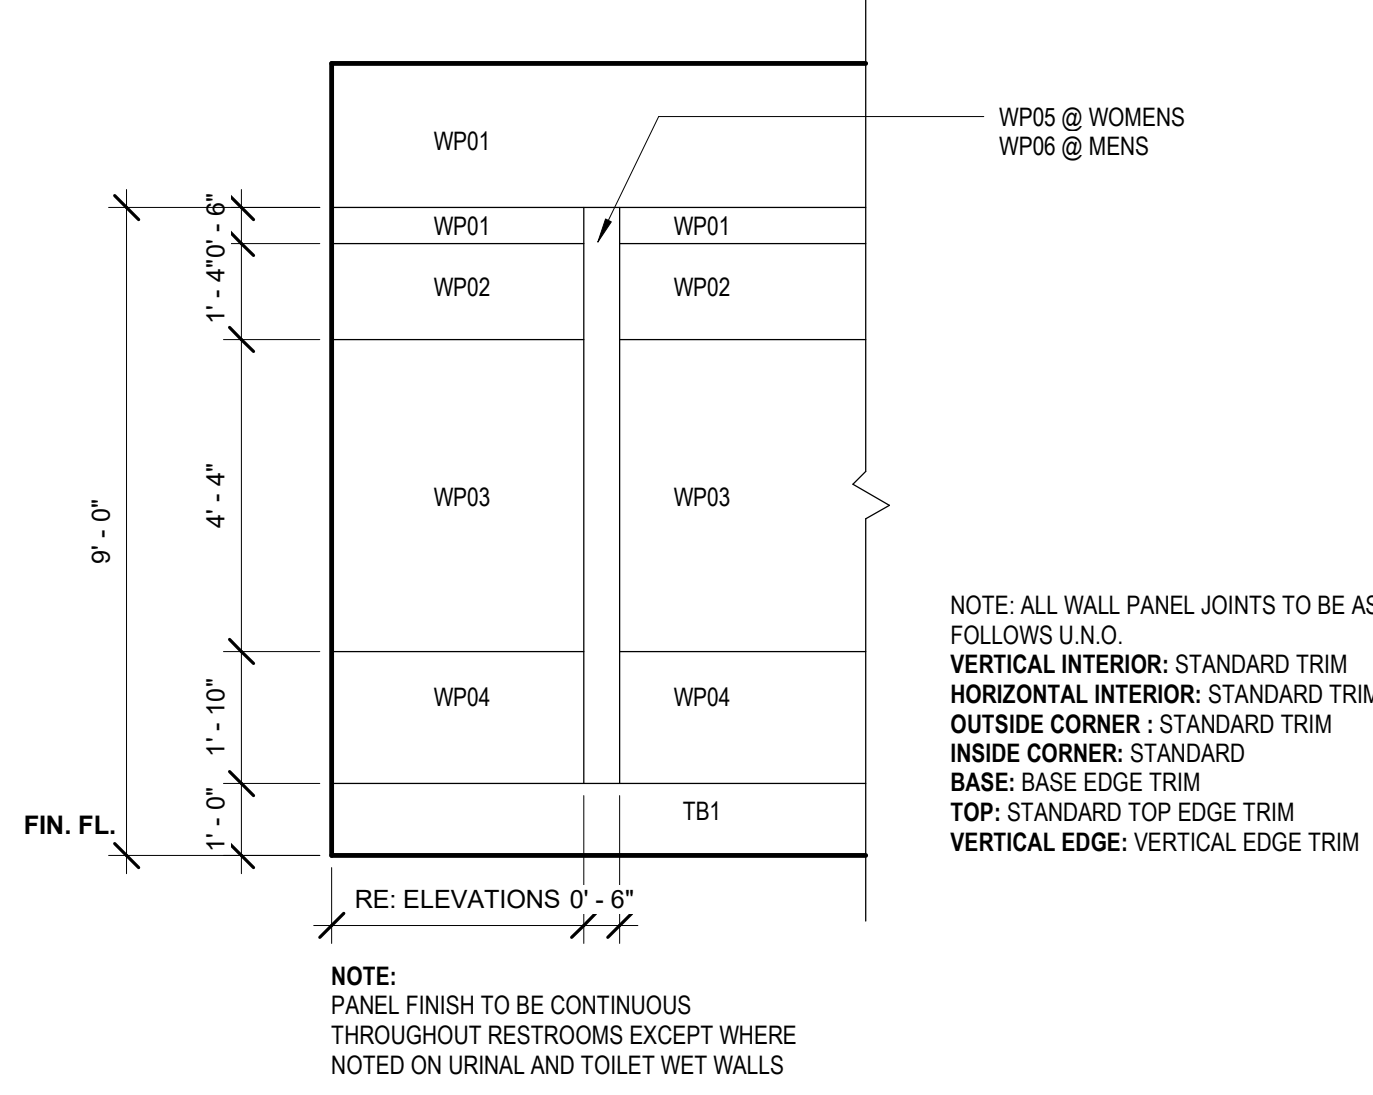 WP05 @ WOMENS
WP06 @ MENS
WP01
WP01
WP01
WP02
WP02
WP03
WP03
WP04
WP04
TB1
0' - 6"
1' - 4"
4' - 4"
9' - 0"
1' - 10"
1' - 0"
FIN. FL.
RE: ELEVATIONS
0' - 6"
NOTE: ALL WALL PANEL JOINTS TO BE AS
FOLLOWS U.N.O.
VERTICAL INTERIOR: STANDARD TRIM
HORIZONTAL INTERIOR: STANDARD TRIM
OUTSIDE CORNER : STANDARD TRIM
INSIDE CORNER: STANDARD
BASE: BASE EDGE TRIM
TOP: STANDARD TOP EDGE TRIM
VERTICAL EDGE: VERTICAL EDGE TRIM
NOTE:
PANEL FINISH TO BE CONTINUOUS
THROUGHOUT RESTROOMS EXCEPT WHERE
NOTED ON URINAL AND TOILET WET WALLS